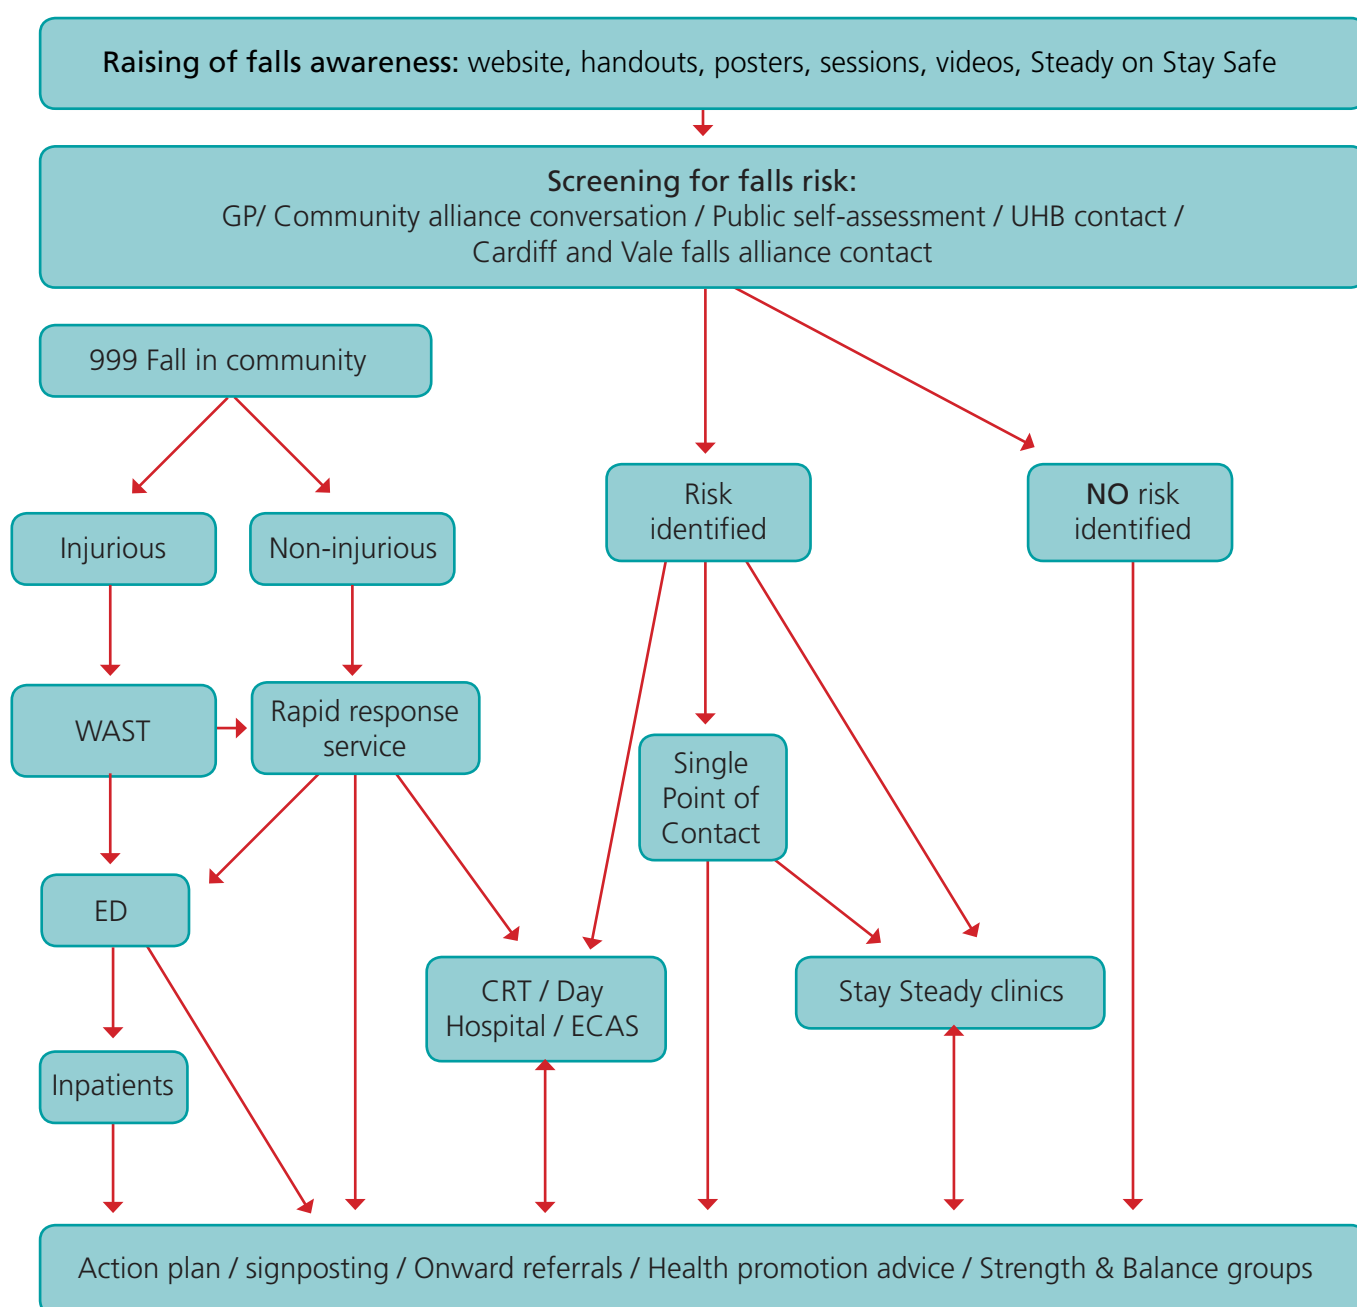 Raising of falls awareness: website, handouts, posters, sessions, videos, Steady on Stay Safe
Screening for falls risk:
GP/ Community alliance conversation / Public self-assessment / UHB contact /
Cardiff and Vale falls alliance contact
999 Fall in community
Risk
identified
NO risk
identified
Injurious
Non-injurious
WAST
Rapid response
service
Single
Point of
Contact
ED
CRT / Day
Hospital / ECAS
Stay Steady clinics
Inpatients
Action plan / signposting / Onward referrals / Health promotion advice / Strength & Balance groups